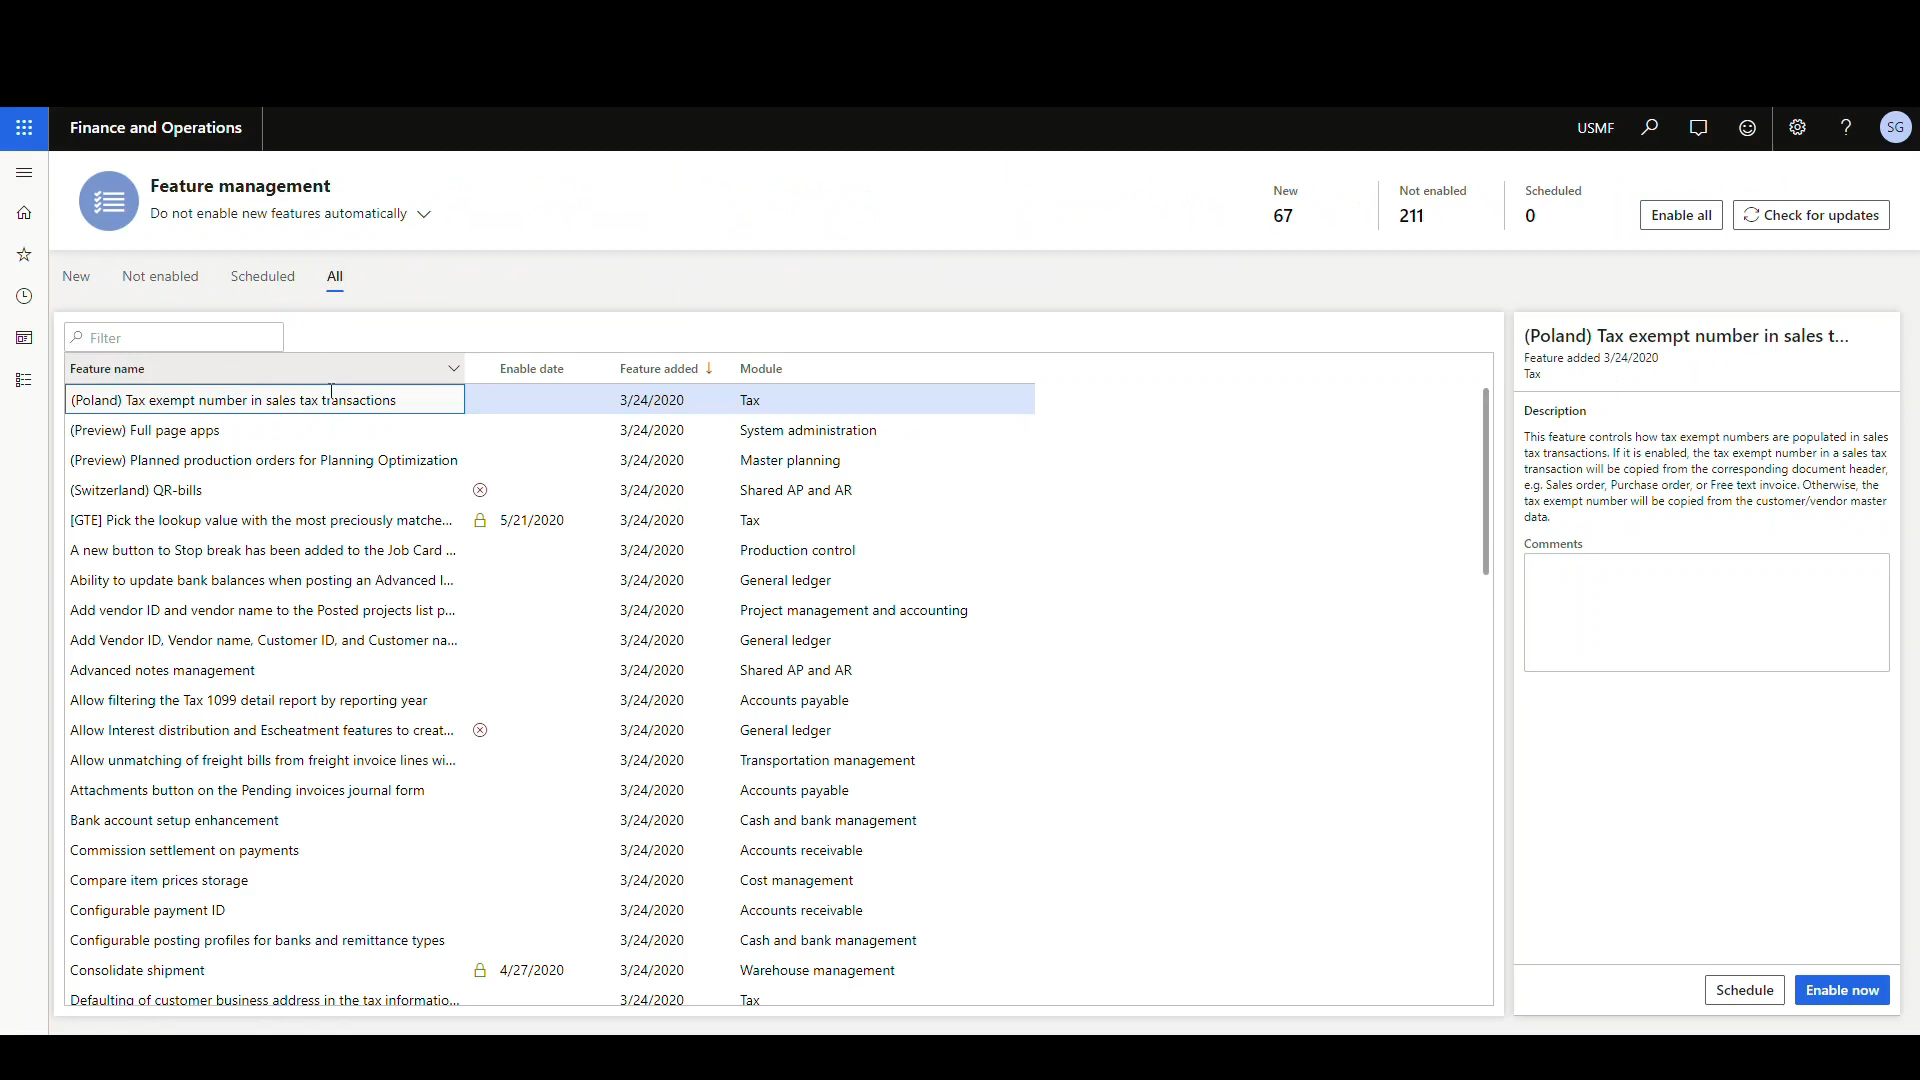 Finance and Operations
USMF
?
SG
Feature management
Do not enable new features automatically
New
67
Not enabled
211
Scheduled
0
Enable all
Check for updates
New Not enabled Scheduled All
Filter
Feature name Enable date Feature added Module
(Poland) Tax exempt number in sales tax transactions 3/24/2020 Tax
(Preview) Full page apps 3/24/2020 System administration
(Preview) Planned production orders for Planning Optimization 3/24/2020 Master planning
(Switzerland) QR-bills 3/24/2020 Shared AP and AR
[GTE] Pick the lookup value with the most preciously matche... 5/21/2020 3/24/2020 Tax
A new button to Stop break has been added to the Job Card ... 3/24/2020 Production control
Ability to update bank balances when posting an Advanced l... 3/24/2020 General ledger
Add vendor ID and vendor name to the Posted projects list p... 3/24/2020 Project management and accounting
Add Vendor ID, Vendor name, Customer ID, and Customer na... 3/24/2020 General ledger
Advanced notes management 3/24/2020 Shared AP and AR
Allow filtering the Tax 1099 detail report by reporting year 3/24/2020 Accounts payable
Allow Interest distribution and Escheatment features to creat... 3/24/2020 General ledger
Allow unmatching of freight bills from freight invoice lines wi... 3/24/2020 Transportation management
Attachments button on the Pending invoices journal form 3/24/2020 Accounts payable
Bank account setup enhancement 3/24/2020 Cash and bank management
Commission settlement on payments 3/24/2020 Accounts receivable
Compare item prices storage 3/24/2020 Cost management
Configurable payment ID 3/24/2020 Accounts receivable
Configurable posting profiles for banks and remittance types 3/24/2020 Cash and bank management
Consolidate shipment 4/27/2020 3/24/2020 Warehouse management
Defaulting of customer business address in the tax informatio... 3/24/2020 Tax
(Poland) Tax exempt number in sales t...
Feature added 3/24/2020
Tax
Description
This feature controls how tax exempt numbers are populated in sales
tax transactions. If it is enabled, the tax exempt number in a sales tax
transaction will be copied from the corresponding document header,
e.g. Sales order, Purchase order, or Free text invoice. Otherwise, the
tax exempt number will be copied from the customer/vendor master
data.
Comments
Schedule
Enable now